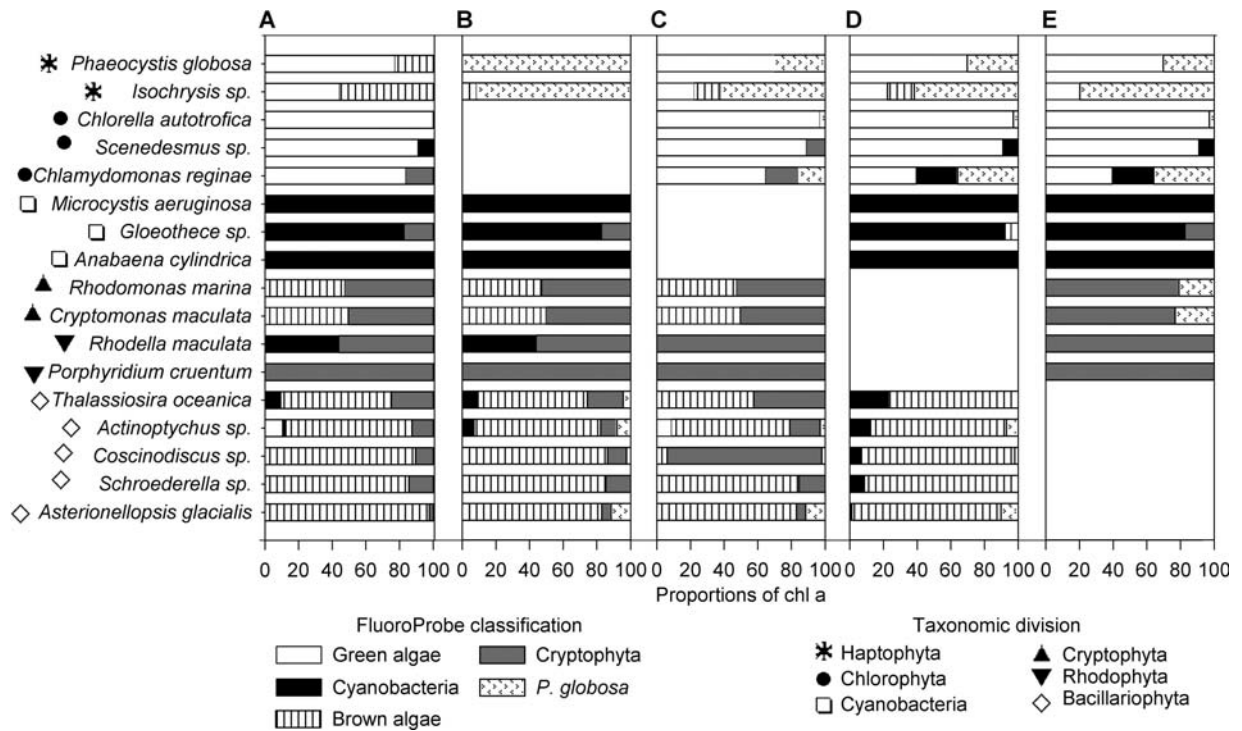 A B C D E
Phaeocystis globosa
Isochrysis sp.
Chlorella autotrofica
Scenedesmus sp.
Chlamydomonas reginae
Microcystis aeruginosa
Gloeothece sp.
Anabaena cylindrica
Rhodomonas marina
Cryptomonas maculata
Rhodella maculata
Porphyridium cruentum
Thalassiosira oceanica
Actinoptychus sp.
Coscinodiscus sp.
Schroederella sp.
Asterionellopsis glacialis
0 20 40 60 80 100 0 20 40 60 80 100 0 20 40 60 80 100 0 20 40 60 80 100 0 20 40 60 80 100
Proportions of chl a
FluoroProbe classification
Green algae
Cyanobacteria
Brown algae
Cryptophyta
P. globosa
Taxonomic division
Haptophyta
Chlorophyta
Cyanobacteria
Cryptophyta
Rhodophyta
Bacillariophyta